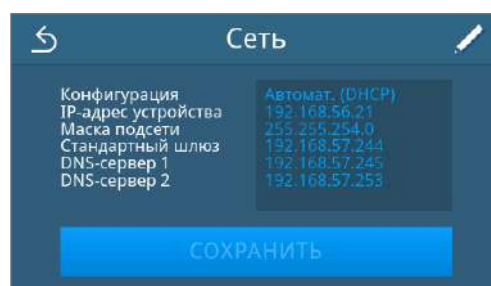 Сеть
Конфигурация Автомат. (DHCP)
IP-адрес устройства 192.168.56.21
Маска подсети 255.255.254.0
Стандартный шлюз 192.168.57.244
DNS-сервер 1 192.168.57.245
DNS-сервер 2 192.168.57.253
СОХРАНИТЬ